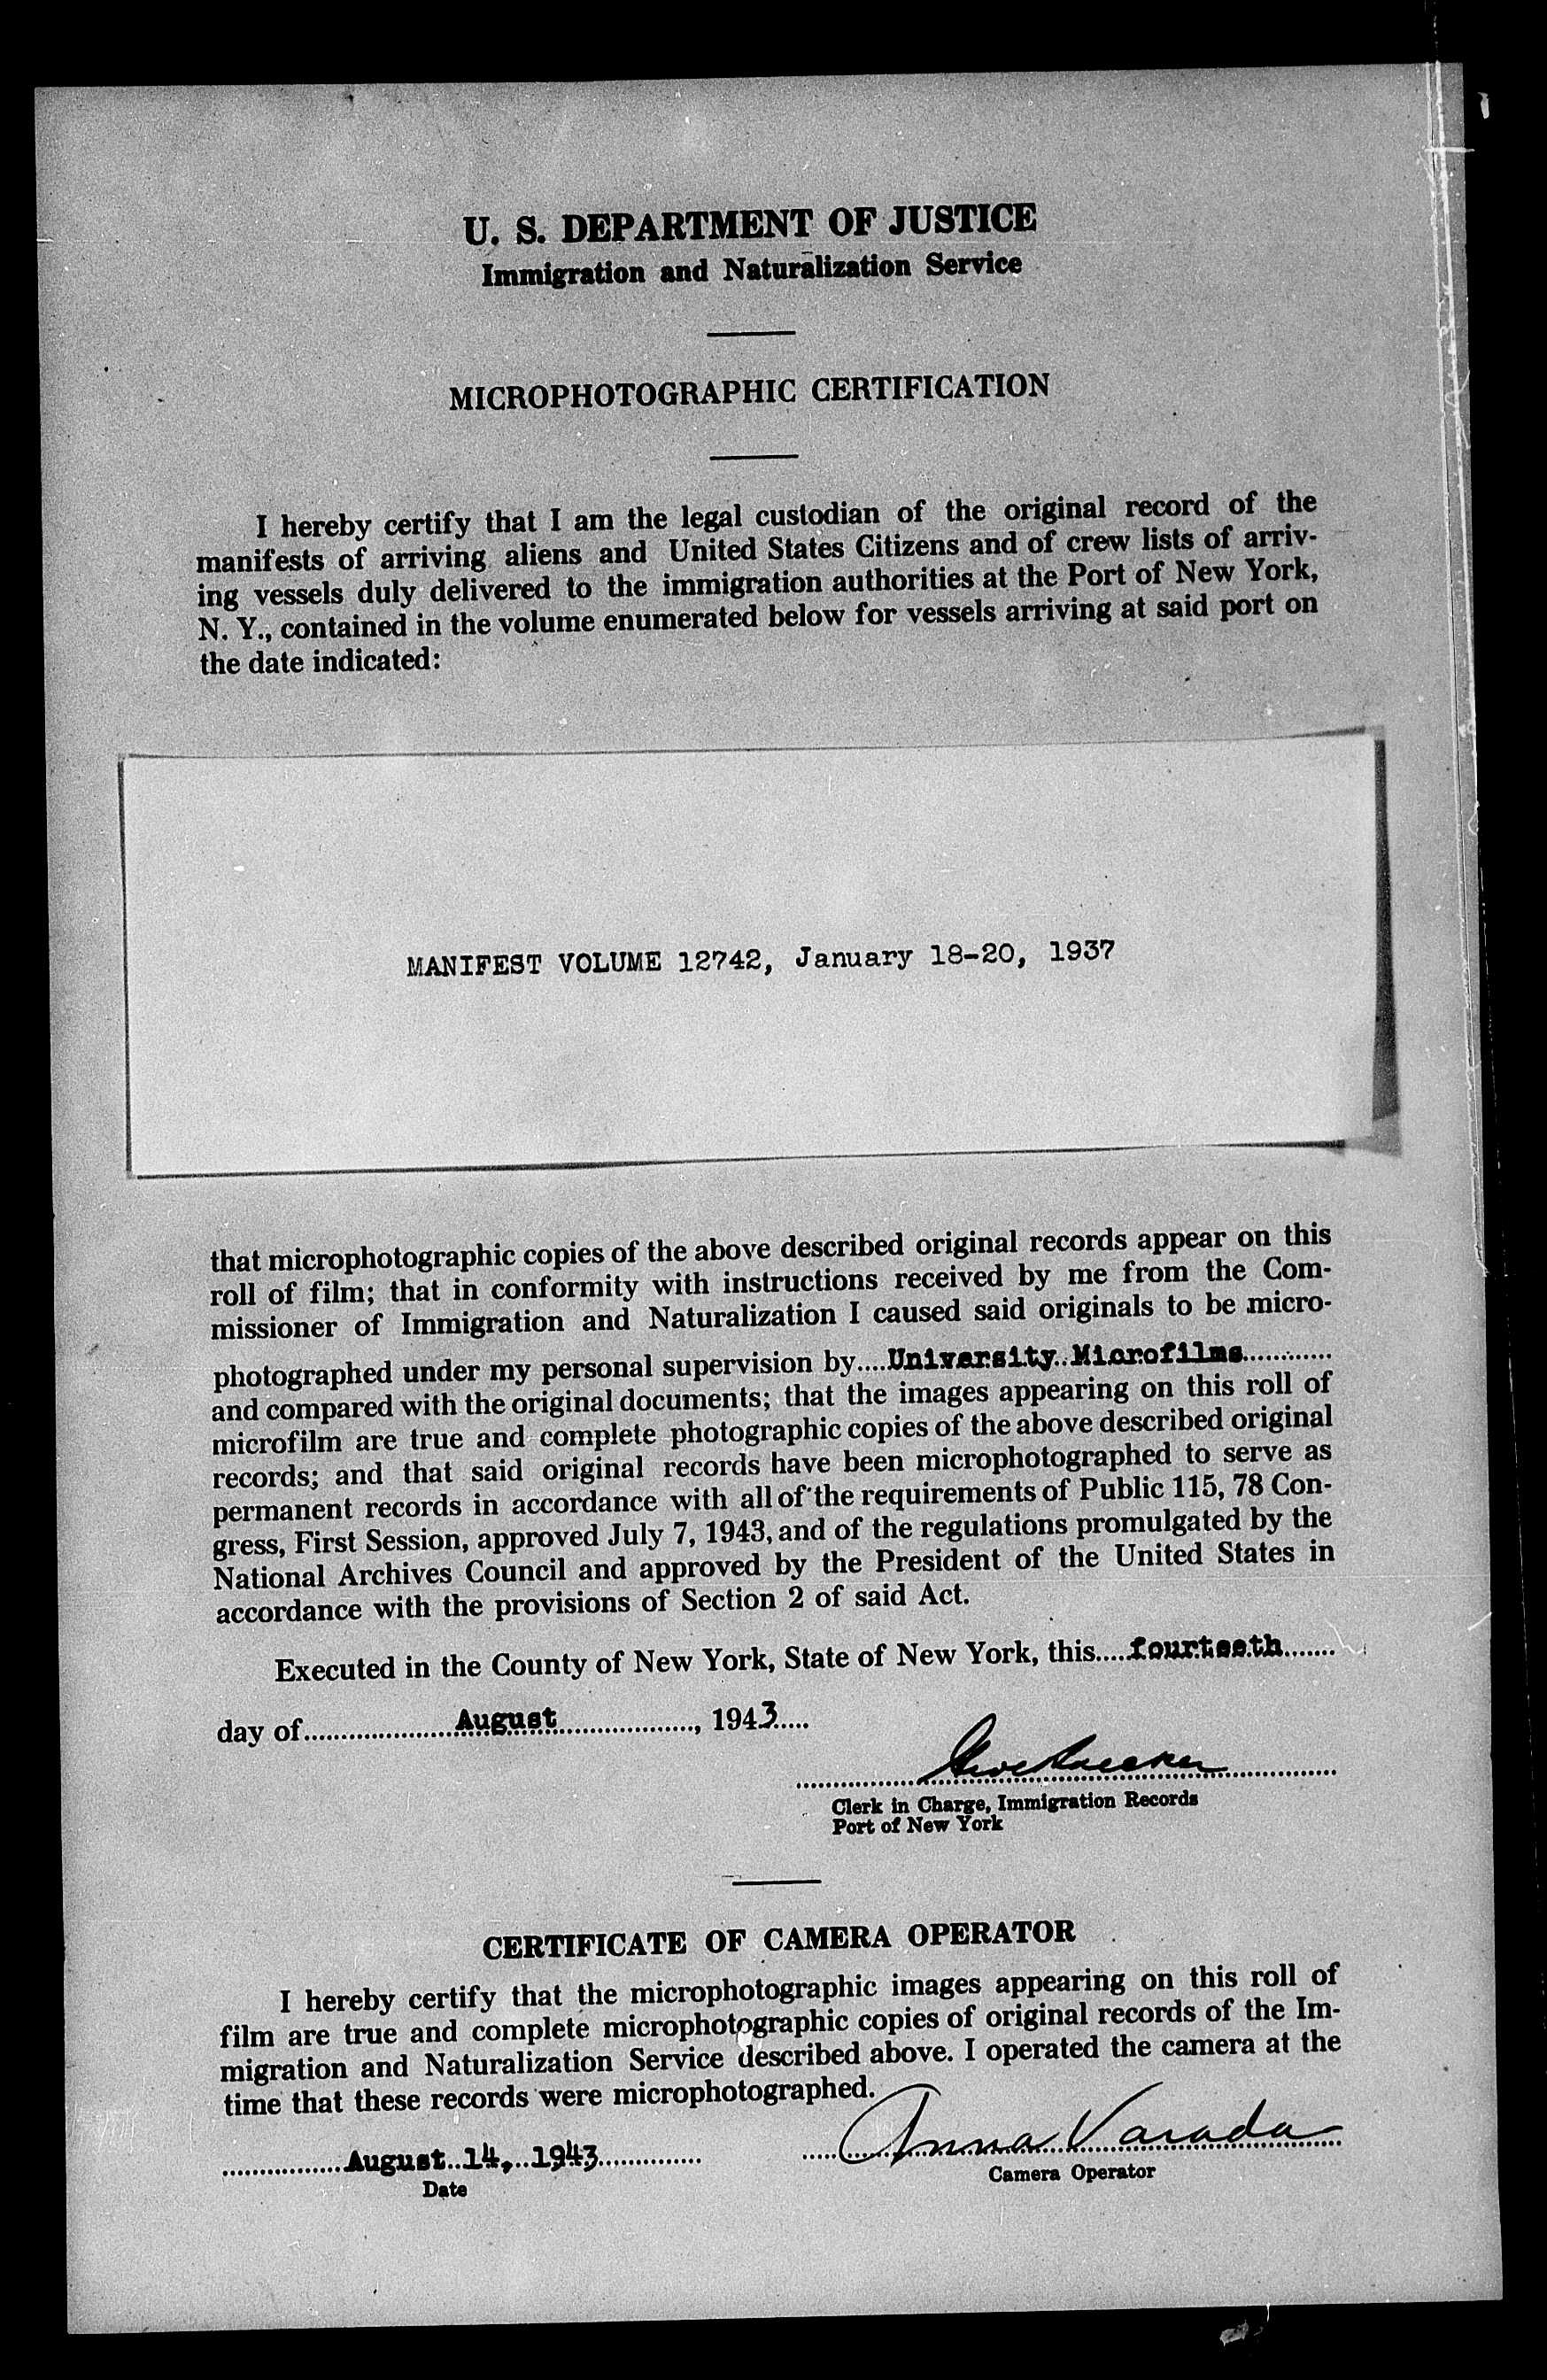 U. S. DEPARTMENT OF JUSTICE
Immigration and Naturalization Service
MICROPHOTOGRAPHIC CERTIFICATION
I hereby certify that I am the legal custodian of the original record of the
manifests of arriving aliens and United States Citizens and of crew lists of arriv-
ing vessels duly delivered to the immigration authorities at the Port of New York,
N. Y., contained in the volume enumerated below for vessels arriving at said port on
the date indicated:
MANIFEST VOLUME 12742, January 18-20, 1937
that microphotographic copies of the above described original records appear on this
roll of film; that in conformity with instructions received by me from the Com-
missioner of Immigration and Naturalization I caused said originals to be micro-
photographed under my personal supervision by....University Microfilms............
and compared with the original documents; that the images appearing on this roll of
microfilm are true and complete photographic copies of the above described original
records; and that said original records have been microphotographed to serve as
permanent records in accordance with all of the requirements of Public 115, 78 Con-
gress, First Session, approved July 7, 1943, and of the regulations promulgated by the
National Archives Council and approved by the President of the United States in
accordance with the provisions of Section 2 of said Act.
Executed in the County of New York, State of New York, this....fourteeth.......
day of....................August..................., 1943.....
Clerk in Charge, Immigration Records
Port of New York
CERTIFICATE OF CAMERA OPERATOR
I hereby certify that the microphotographic images appearing on this roll of
film are true and complete microphotographic copies of original records of the Im-
migration and Naturalization Service described above. I operated the camera at the
time that these records were microphotographed.
................August 14, 1943.............. Anna Varada
Date Camera Operator